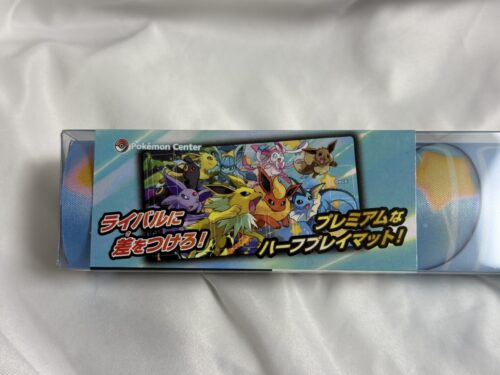 Pokémon Center
ライバルに
差をつけろ!
プレミアムな
ハーフプレイマット!